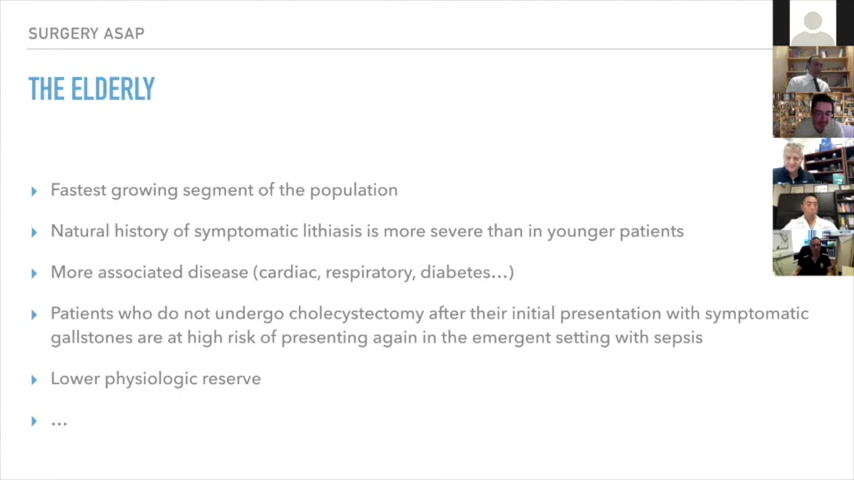 SURGERY ASAP
THE ELDERLY
Fastest growing segment of the population
Natural history of symptomatic lithiasis is more severe than in younger patients
More associated disease (cardiac, respiratory, diabetes…)
Patients who do not undergo cholecystectomy after their initial presentation with symptomatic
gallstones are at high risk of presenting again in the emergent setting with sepsis
Lower physiologic reserve
…